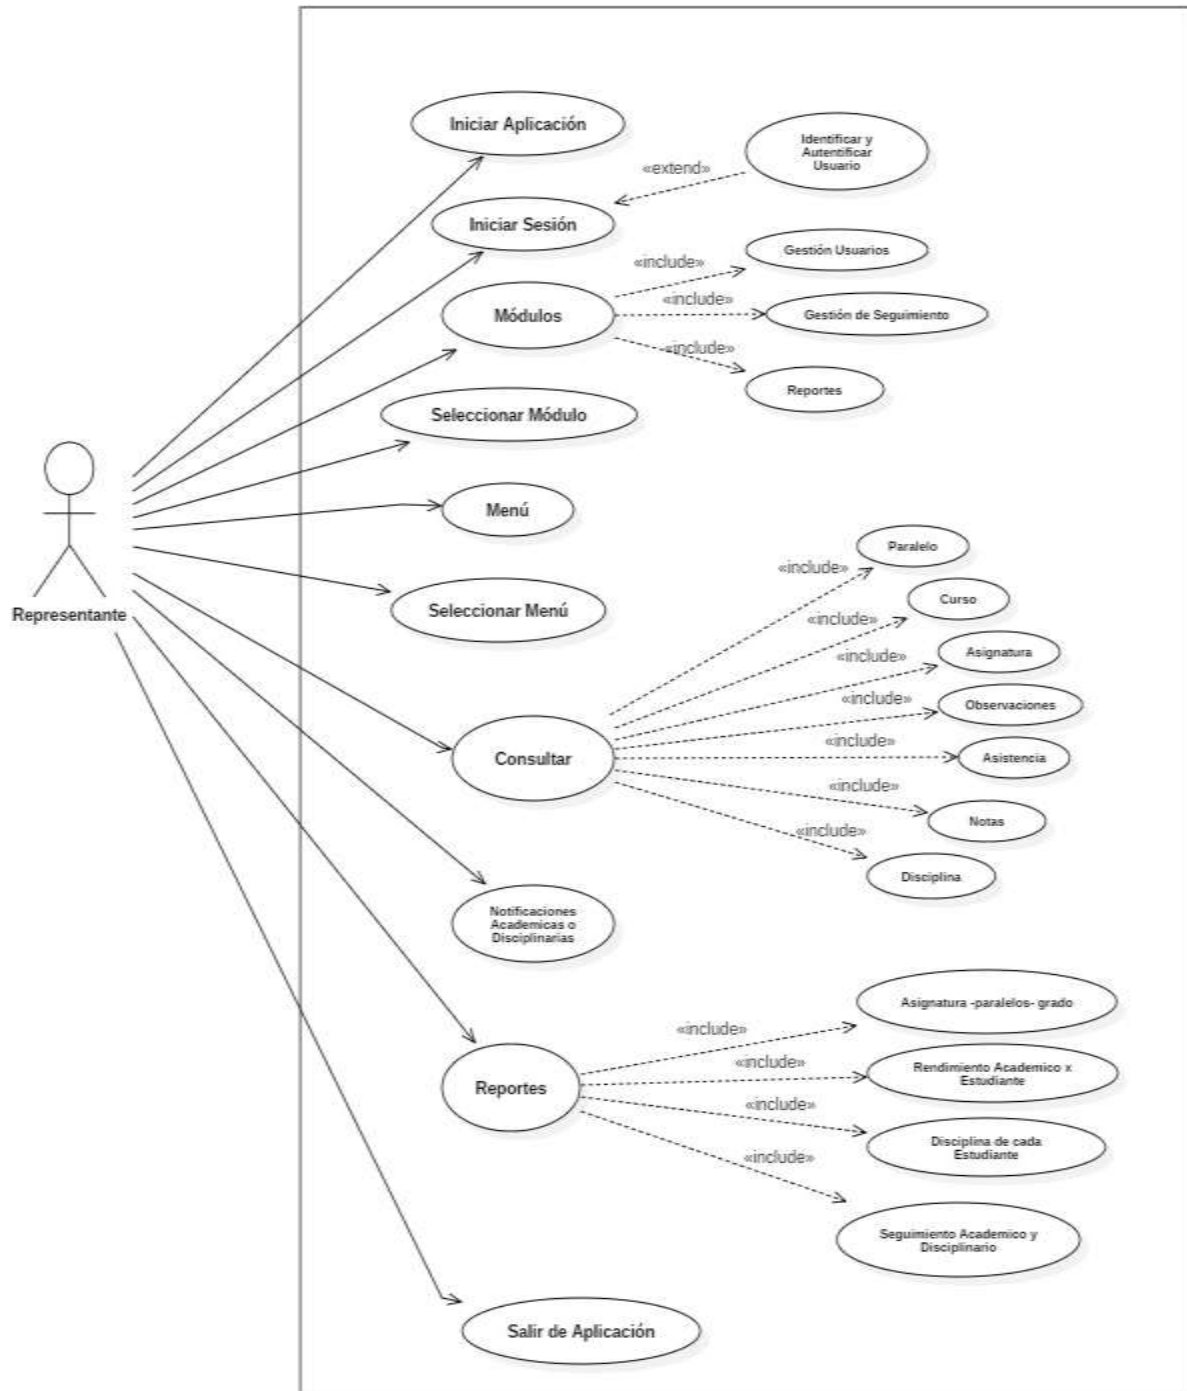 Iniciar Aplicación
Identificar y
Autentificar
Usuario
«extend»
Iniciar Sesión
Gestión Usuarios
«include»
Módulos
«include»
Gestión de Seguimiento
«include»
Reportes
Seleccionar Módulo
Menú
Representante
Seleccionar Menú
Paralelo
«include»
Curso
«include»
Asignatura
«include»
Observaciones
«include»
Consultar
«include»
Asistencia
«include»
Notas
«include»
Disciplina
Notificaciones
Academicas o
Disciplinarias
Asignatura -paralelos- grado
«include»
Reportes
«include»
Rendimiento Academico x
Estudiante
«include»
Disciplina de cada
Estudiante
«include»
Seguimiento Academico y
Disciplinario
Salir de Aplicación